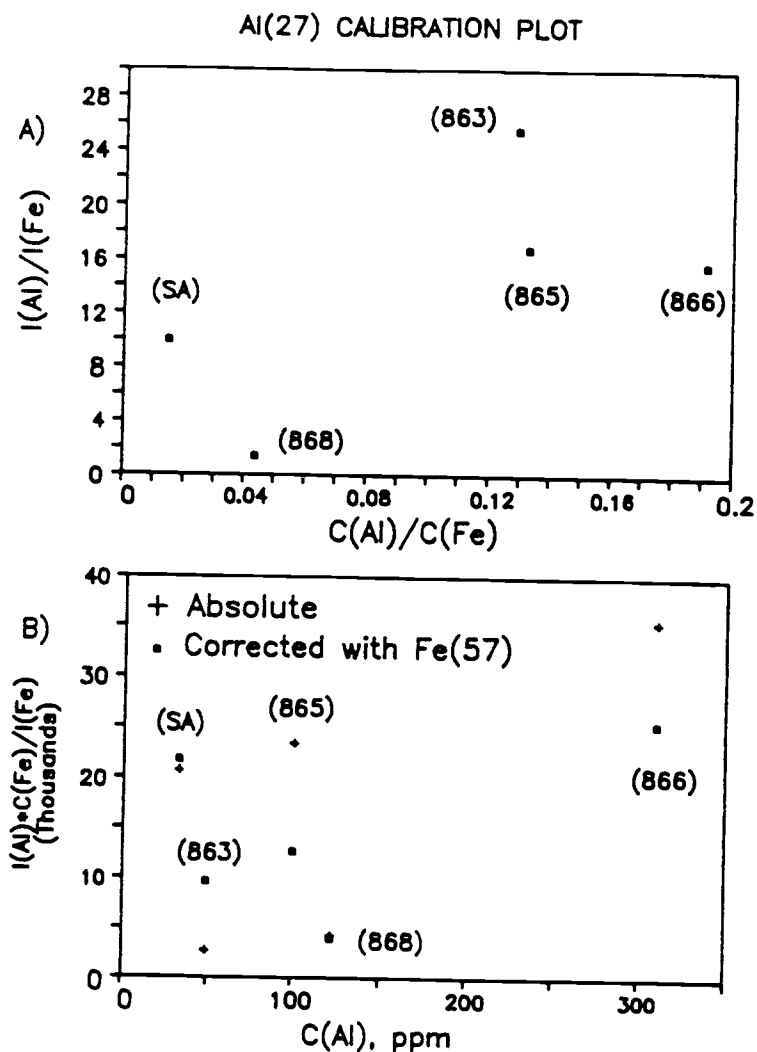 Al(27) CALIBRATION PLOT
A)
I(Al)/I(Fe)
28
24
20
16
12
8
4
0
(863)
(865)
(866)
(SA)
(868)
0
0.04
0.08
0.12
0.16
0.2
C(Al)/C(Fe)
B)
I(Al)*C(Fe)/I(Fe)
(Thousands)
40
30
20
10
0
+ Absolute
▪ Corrected with Fe(57)
(SA)
(865)
(866)
(863)
(868)
0
100
200
300
C(Al), ppm